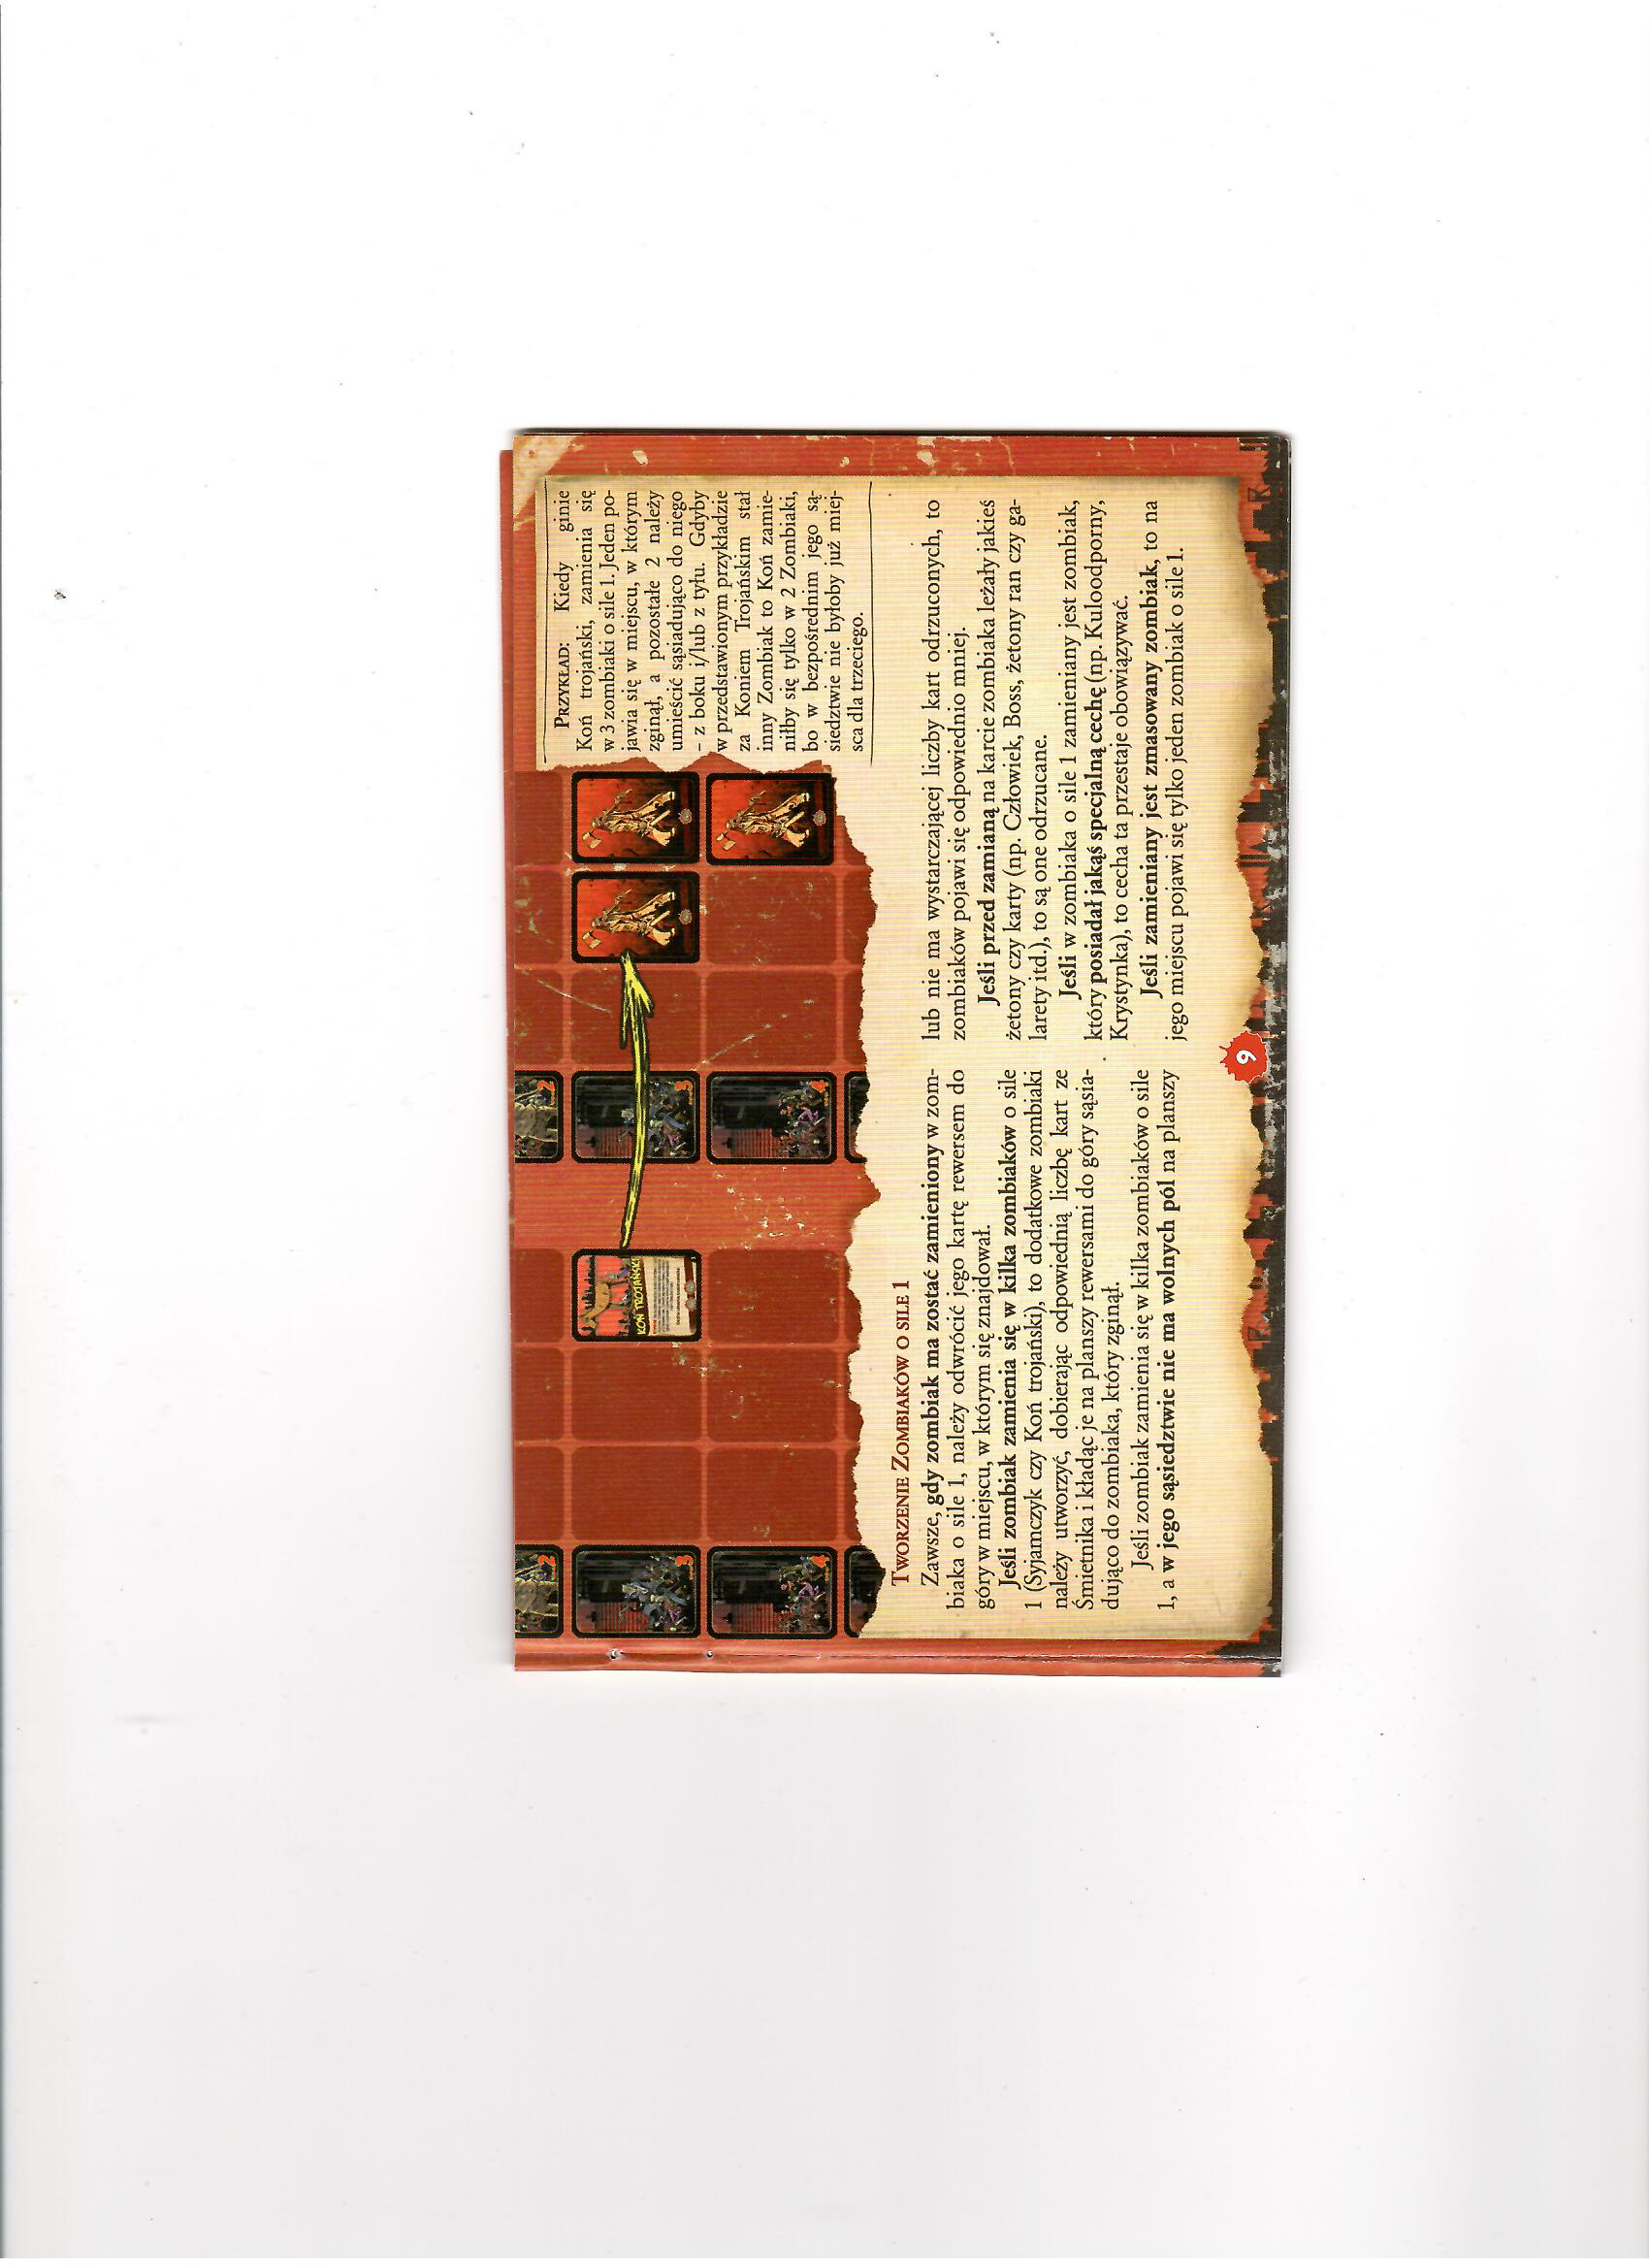 PRZYKŁAD: Kiedy ginie
Koń trojański, zamienia się
w 3 zombiaki o sile 1. Jeden po-
jawia się w miejscu, w którym
zginął, a pozostałe 2 należy
umieścić sąsiadująco do niego
– z boku i/lub z tyłu. Gdyby
w przedstawionym przykładzie
za Koniem Trojańskim stał
inny Zombiak to Koń zamie-
niłby się tylko w 2 Zombiaki,
bo w bezpośrednim jego są-
siedztwie nie byłoby już miej-
sca dla trzeciego.
2
3
4
KOŃ TROJAŃSKI
2
3
4
TWORZENIE ZOMBIAKÓW O SILE 1
Zawsze, gdy zombiak ma zostać zamieniony w zom-
biaka o sile 1, należy odwrócić jego kartę rewersem do
góry w miejscu, w którym się znajdował.
Jeśli zombiak zamienia się w kilka zombiaków o sile
1 (Syjamczyk czy Koń trojański), to dodatkowe zombiaki
należy utworzyć, dobierając odpowiednią liczbę kart ze
Śmietnika i kładąc je na planszy rewersami do góry sąsia-
dująco do zombiaka, który zginął.
Jeśli zombiak zamienia się w kilka zombiaków o sile
1, a w jego sąsiedztwie nie ma wolnych pól na planszy
lub nie ma wystarczającej liczby kart odrzuconych, to
zombiaków pojawi się odpowiednio mniej.
Jeśli przed zamianą na karcie zombiaka leżały jakieś
żetony czy karty (np. Człowiek, Boss, żetony ran czy ga-
larety itd.), to są one odrzucane.
Jeśli w zombiaka o sile 1 zamieniany jest zombiak,
który posiadał jakąś specjalną cechę (np. Kuloodporny,
Krystynka), to cecha ta przestaje obowiązywać.
Jeśli zamieniany jest zmasowany zombiak, to na
jego miejscu pojawi się tylko jeden zombiak o sile 1.
9